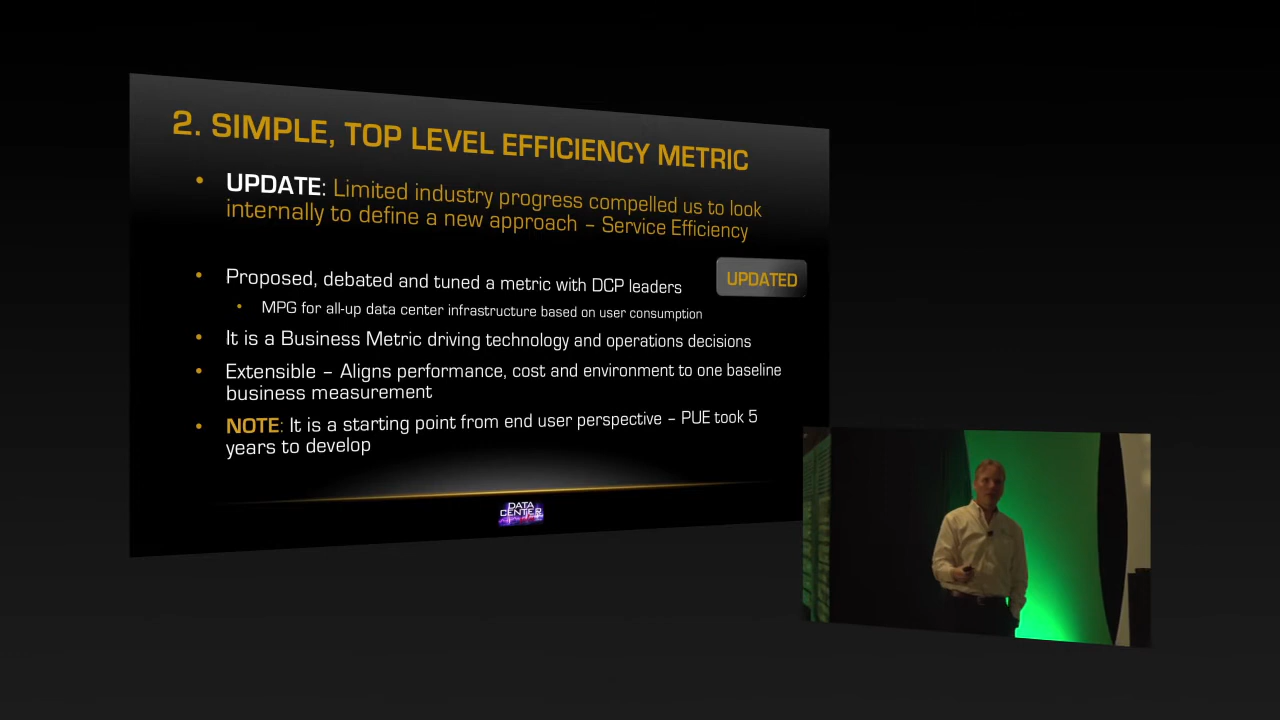 2. SIMPLE, TOP LEVEL EFFICIENCY METRIC
• UPDATE: Limited industry progress compelled us to look
internally to define a new approach – Service Efficiency
• Proposed, debated and tuned a metric with DCP leaders
UPDATED
• MPG for all-up data center infrastructure based on user consumption
• It is a Business Metric driving technology and operations decisions
• Extensible – Aligns performance, cost and environment to one baseline
business measurement
• NOTE: It is a starting point from end user perspective – PUE took 5
years to develop
DATA
CENTER